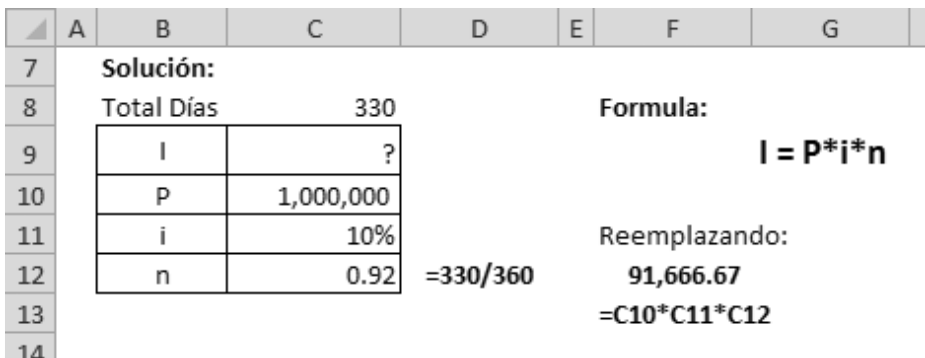 A B C D E F G
7 Solución:
8 Total Días 330 Formula:
9 I ? I = P*i*n
10 P 1,000,000
11 i 10% Reemplazando:
12 n 0.92 =330/360 91,666.67
13 =C10*C11*C12
14